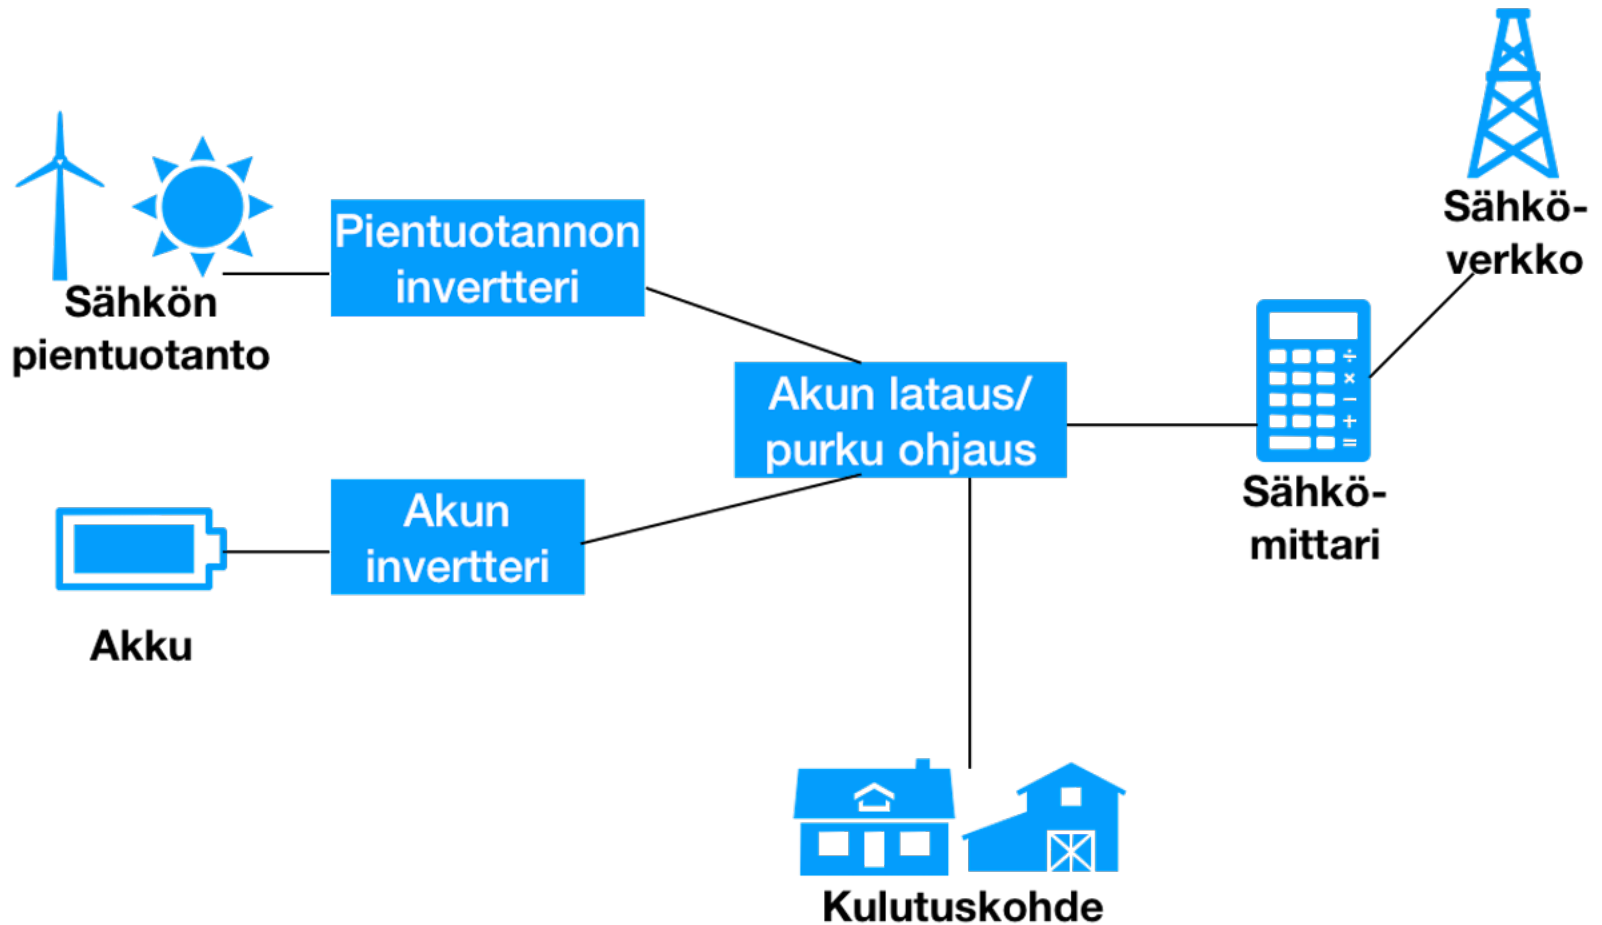 Sähkö-
verkko
Sähkön
pientuotanto
Pientuotannon
invertteri
Akun lataus/
purku ohjaus
Akun
invertteri
Akku
Sähkö-
mittari
Kulutuskohde